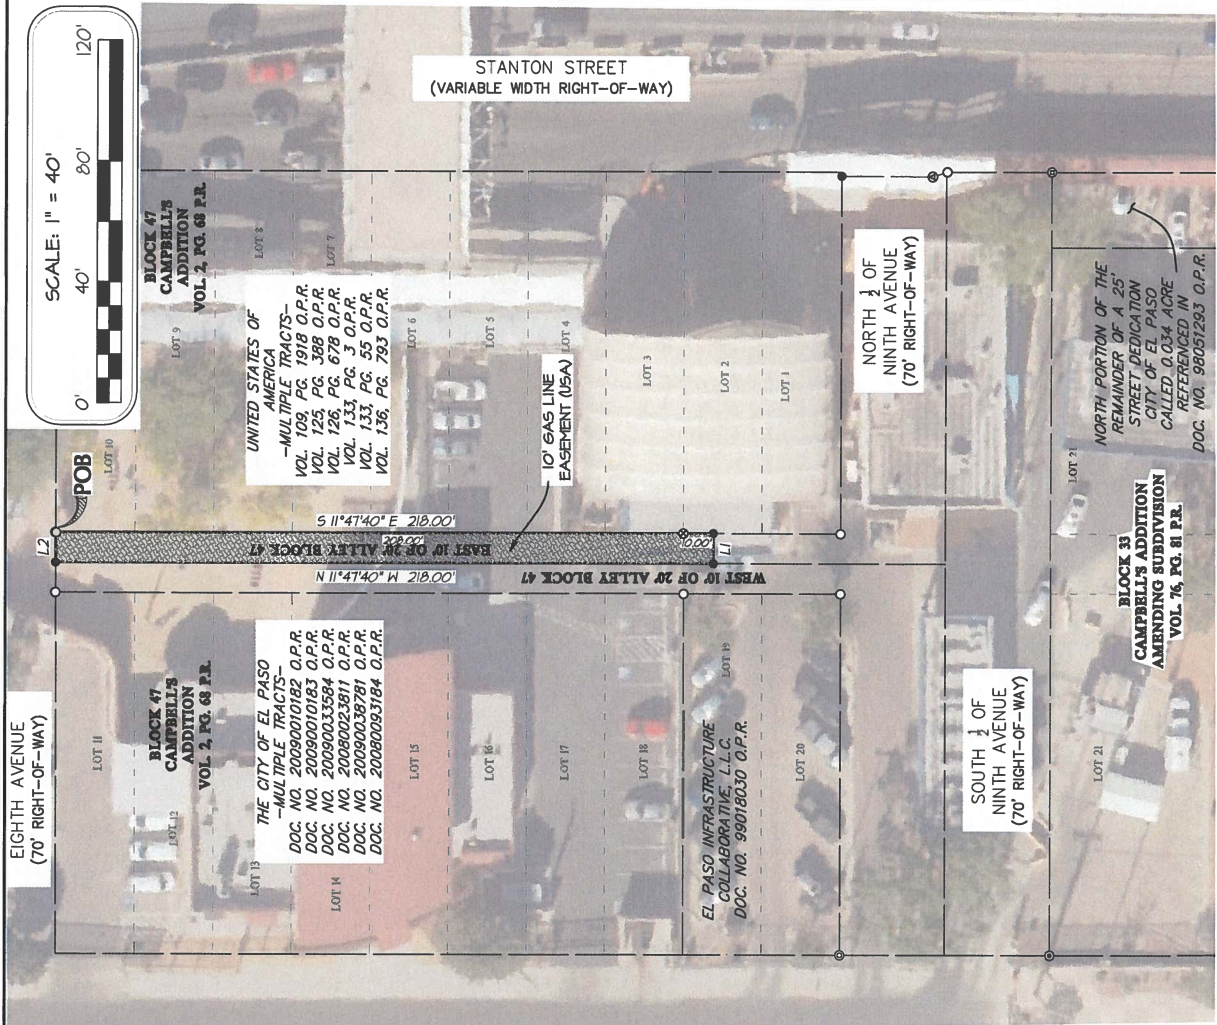 SCALE: 1" = 40'
0'
40'
80'
120'
STANTON STREET
(VARIABLE WIDTH RIGHT-OF-WAY)
BLOCK 47
CAMPBELL'S
ADDITION
VOL. 2, PG. 68 P.R.
LOT 8
LOT 7
LOT 9
LOT 6
LOT 5
LOT 4
LOT 3
LOT 2
LOT 1
LOT 10
UNITED STATES OF
AMERICA
-MULTIPLE TRACTS-
VOL. 109, PG. 1918 O.P.R.
VOL. 125, PG. 388 O.P.R.
VOL. 126, PG. 678 O.P.R.
VOL. 133, PG. 3 O.P.R.
VOL. 133, PG. 55 O.P.R.
VOL. 136, PG. 793 O.P.R.
10' GAS LINE
EASEMENT (USA)
NORTH ½ OF
NINTH AVENUE
(70' RIGHT-OF-WAY)
NORTH PORTION OF THE
REMAINDER OF A 25'
STREET DEDICATION
CITY OF EL PASO
CALLED 0.034 ACRE
REFERENCED IN
DOC. NO. 98051293 O.P.R.
L2
POB
S 11°47'40" E 218.00'
208.00'
10.00'
EAST 10' OF 20' ALLEY BLOCK 47
L1
N 11°47'40" W 218.00'
WEST 10' OF 20' ALLEY BLOCK 47
LOT 21
BLOCK 33
CAMPBELL'S ADDITION
AMENDING SUBDIVISION
VOL. 76, PG. 81 P.R.
EIGHTH AVENUE
(70' RIGHT-OF-WAY)
LOT 11
BLOCK 47
CAMPBELL'S
ADDITION
VOL. 2, PG. 68 P.R.
LOT 12
LOT 13
LOT 14
THE CITY OF EL PASO
-MULTIPLE TRACTS-
DOC. NO. 20090010182 O.P.R.
DOC. NO. 20090010183 O.P.R.
DOC. NO. 20090033584 O.P.R.
DOC. NO. 20080023811 O.P.R.
DOC. NO. 20090038781 O.P.R.
DOC. NO. 20080093184 O.P.R.
LOT 15
LOT 16
LOT 17
LOT 18
LOT 19
EL PASO INFRASTRUCTURE
COLLABORATIVE, L.L.C.
DOC. NO. 99018030 O.P.R.
LOT 20
SOUTH ½ OF
NINTH AVENUE
(70' RIGHT-OF-WAY)
LOT 21